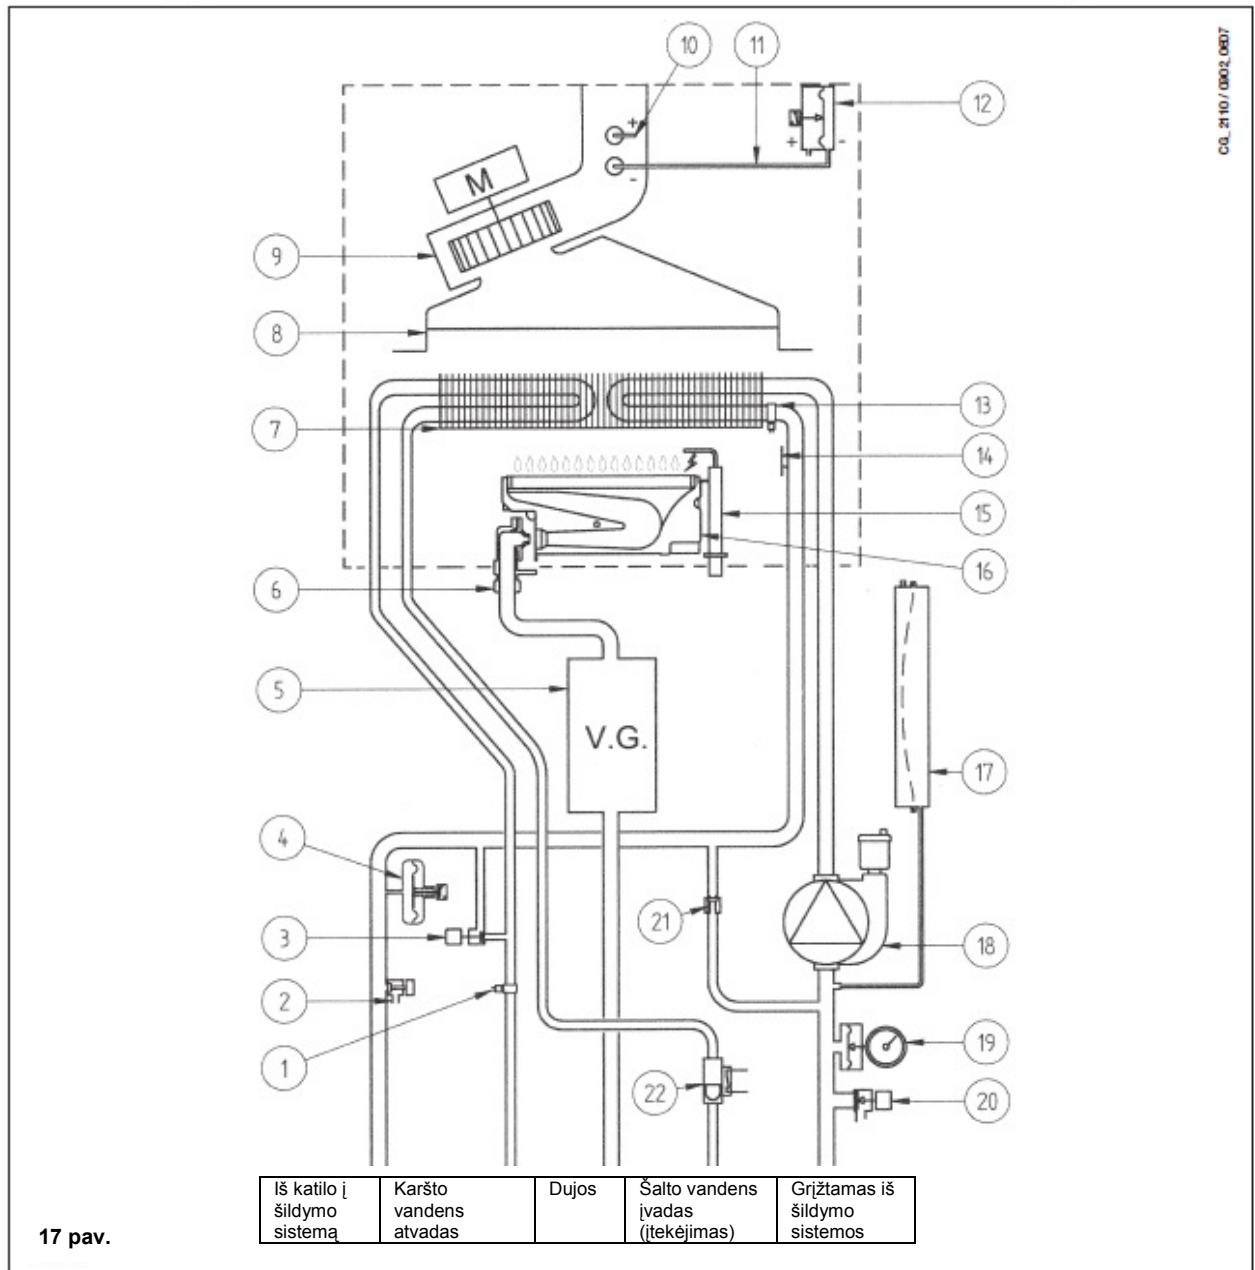 CG_2110 / 0902_0607
10
11
12
+
-
+
-
M
9
8
7
13
14
15
16
6
5
V.G.
17
4
3
21
18
2
1
19
22
20
Iš katilo į
šildymo
sistemą
Karšto
vandens
atvadas
Dujos
Šalto vandens
įvadas
(įtekėjimas)
Grįžtamas iš
šildymo
sistemos
17 pav.